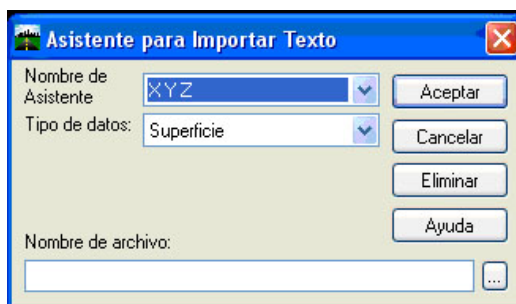 Asistente para Importar Texto
Nombre de
Asistente
XYZ
Aceptar
Tipo de datos:
Superficie
Cancelar
Eliminar
Ayuda
Nombre de archivo:
...